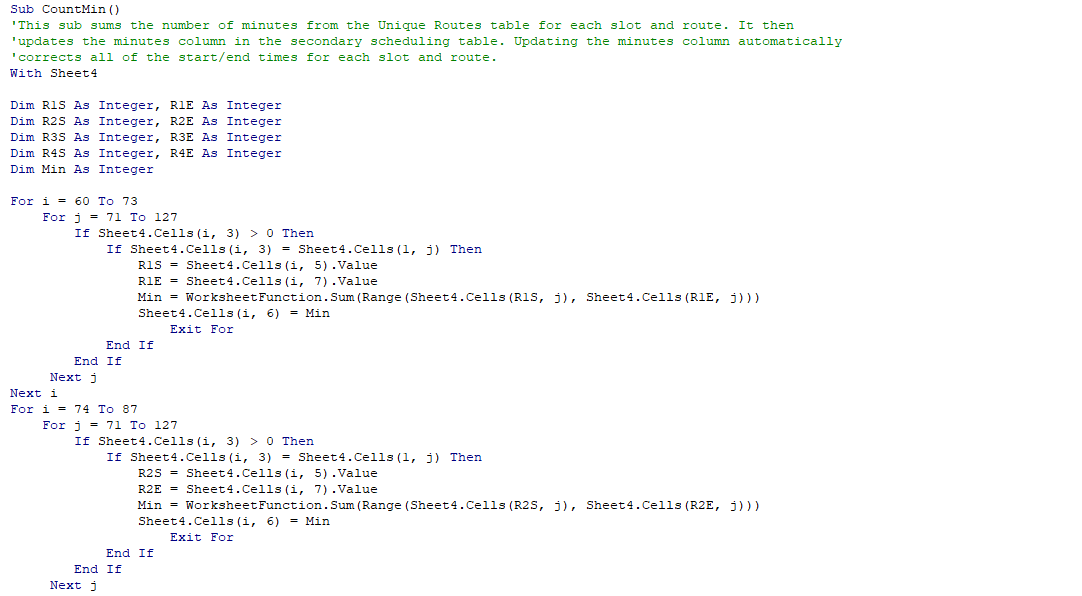 Sub CountMin()
'This sub sums the number of minutes from the Unique Routes table for each slot and route. It then
'updates the minutes column in the secondary scheduling table. Updating the minutes column automatically
'corrects all of the start/end times for each slot and route.
With Sheet4
Dim R1S As Integer, R1E As Integer
Dim R2S As Integer, R2E As Integer
Dim R3S As Integer, R3E As Integer
Dim R4S As Integer, R4E As Integer
Dim Min As Integer
For i = 60 To 73
For j = 71 To 127
If Sheet4.Cells(i, 3) > 0 Then
If Sheet4.Cells(i, 3) = Sheet4.Cells(1, j) Then
R1S = Sheet4.Cells(i, 5).Value
R1E = Sheet4.Cells(i, 7).Value
Min = WorksheetFunction.Sum(Range(Sheet4.Cells(R1S, j), Sheet4.Cells(R1E, j)))
Sheet4.Cells(i, 6) = Min
Exit For
End If
End If
Next j
Next i
For i = 74 To 87
For j = 71 To 127
If Sheet4.Cells(i, 3) > 0 Then
If Sheet4.Cells(i, 3) = Sheet4.Cells(1, j) Then
R2S = Sheet4.Cells(i, 5).Value
R2E = Sheet4.Cells(i, 7).Value
Min = WorksheetFunction.Sum(Range(Sheet4.Cells(R2S, j), Sheet4.Cells(R2E, j)))
Sheet4.Cells(i, 6) = Min
Exit For
End If
End If
Next j